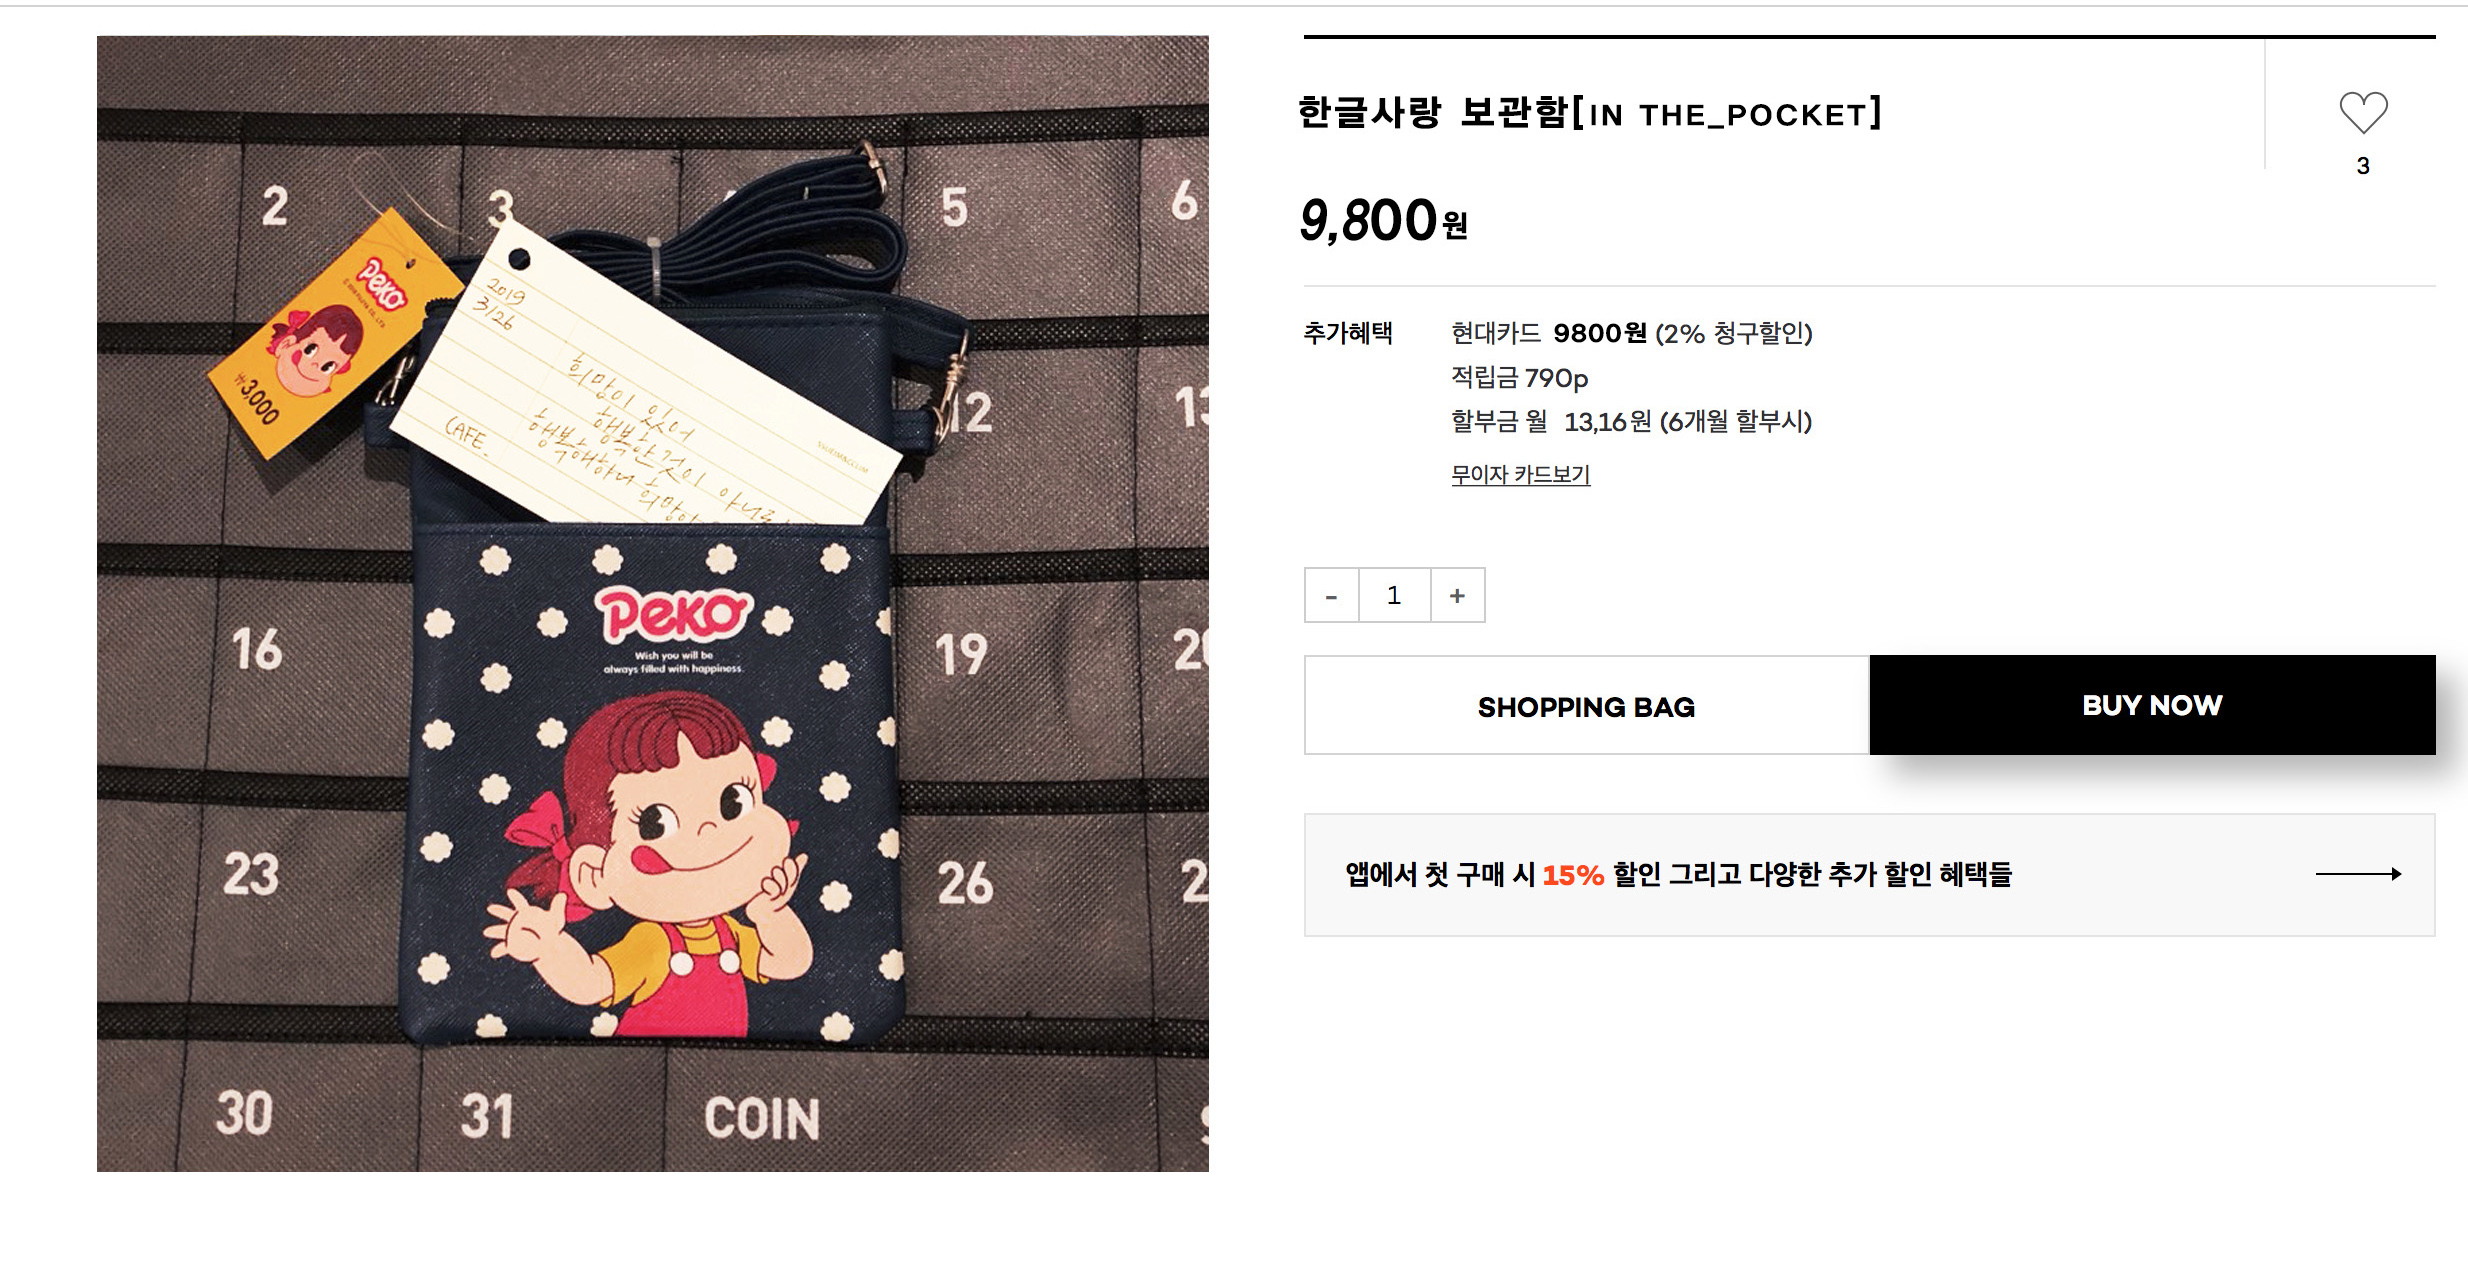 한글사랑 보관함[IN THE_POCKET]
3
9,800원
추가혜택 현대카드 9800원 (2% 청구할인)
적립금 790p
할부금 월 13,16원 (6개월 할부시)
무이자 카드보기
- 1 +
SHOPPING BAG
BUY NOW
앱에서 첫 구매 시 15% 할인 그리고 다양한 추가 할인 혜택들
2 3 5 6
12
16 19
23 26
30 31 COIN
Peko
₩3,000
2019
3/26
희망이 있어
행복한 것이 아니라
행복해하니 희망이
CAFE.
Peko
Wish you will be
always filled with happiness.